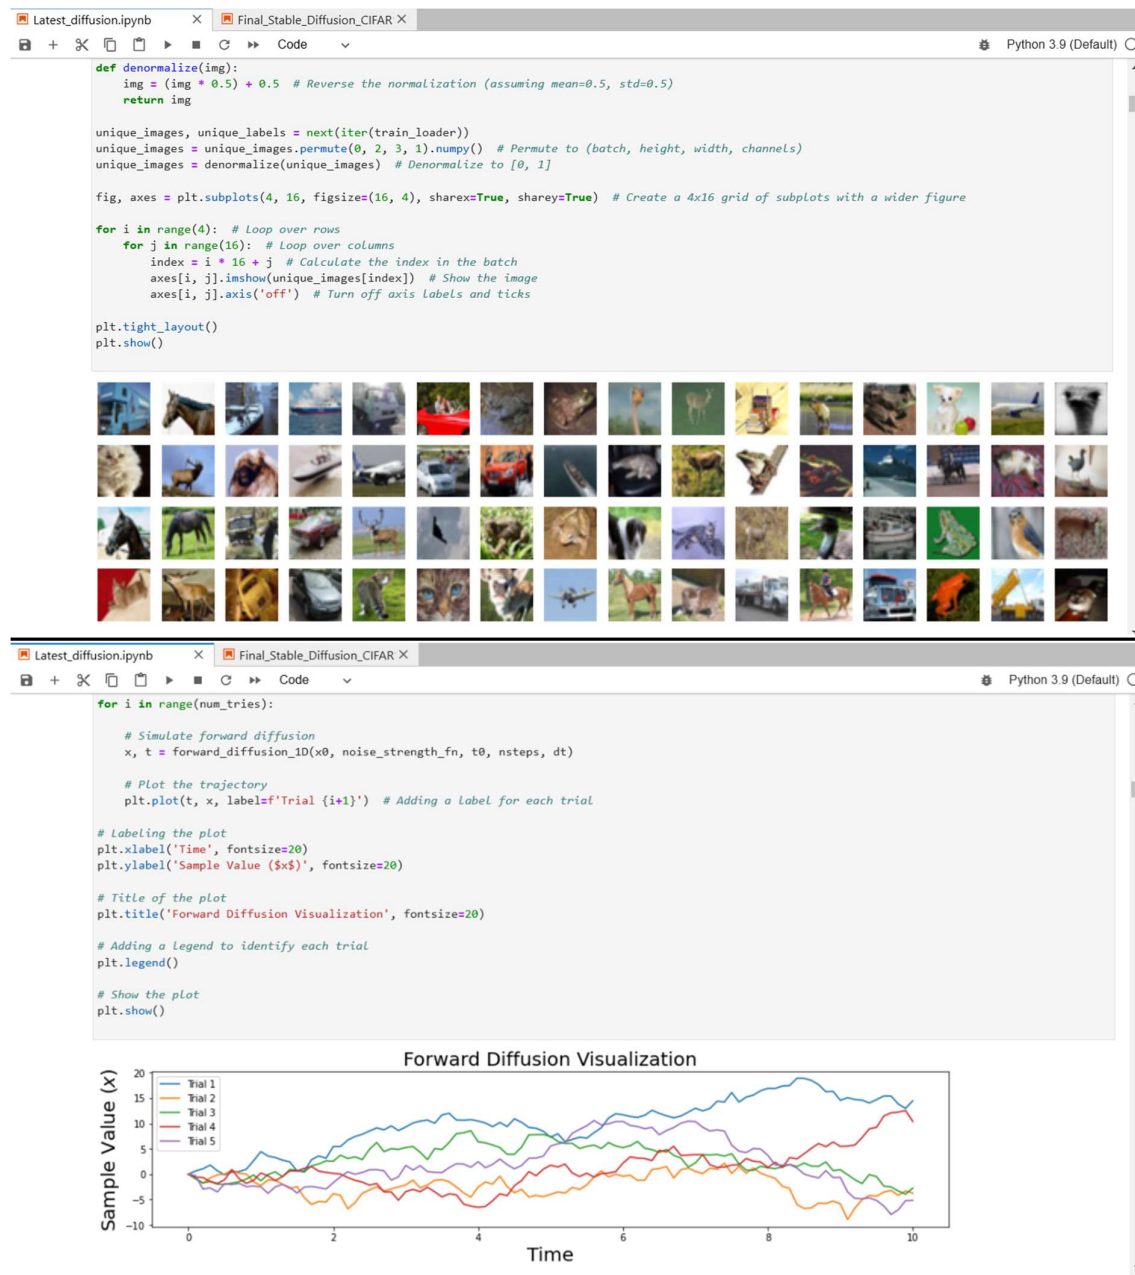 Latest_diffusion.ipynb × Final_Stable_Diffusion_CIFAR ×
Code Python 3.9 (Default)
def denormalize(img):
    img = (img * 0.5) + 0.5  # Reverse the normalization (assuming mean=0.5, std=0.5)
    return img
unique_images, unique_labels = next(iter(train_loader))
unique_images = unique_images.permute(0, 2, 3, 1).numpy()  # Permute to (batch, height, width, channels)
unique_images = denormalize(unique_images)  # Denormalize to [0, 1]
fig, axes = plt.subplots(4, 16, figsize=(16, 4), sharex=True, sharey=True)  # Create a 4x16 grid of subplots with a wider figure
for i in range(4):  # Loop over rows
    for j in range(16):  # Loop over columns
        index = i * 16 + j  # Calculate the index in the batch
        axes[i, j].imshow(unique_images[index])  # Show the image
        axes[i, j].axis('off')  # Turn off axis labels and ticks
plt.tight_layout()
plt.show()
Latest_diffusion.ipynb × Final_Stable_Diffusion_CIFAR ×
Code Python 3.9 (Default)
for i in range(num_tries):
    # Simulate forward diffusion
    x, t = forward_diffusion_1D(x0, noise_strength_fn, t0, nsteps, dt)
    # Plot the trajectory
    plt.plot(t, x, label=f'Trial {i+1}')  # Adding a label for each trial
# Labeling the plot
plt.xlabel('Time', fontsize=20)
plt.ylabel('Sample Value ($x$)', fontsize=20)
# Title of the plot
plt.title('Forward Diffusion Visualization', fontsize=20)
# Adding a legend to identify each trial
plt.legend()
# Show the plot
plt.show()
Forward Diffusion Visualization
Sample Value (x)
20
15
10
5
0
−5
−10
Trial 1
Trial 2
Trial 3
Trial 4
Trial 5
0 2 4 6 8 10
Time